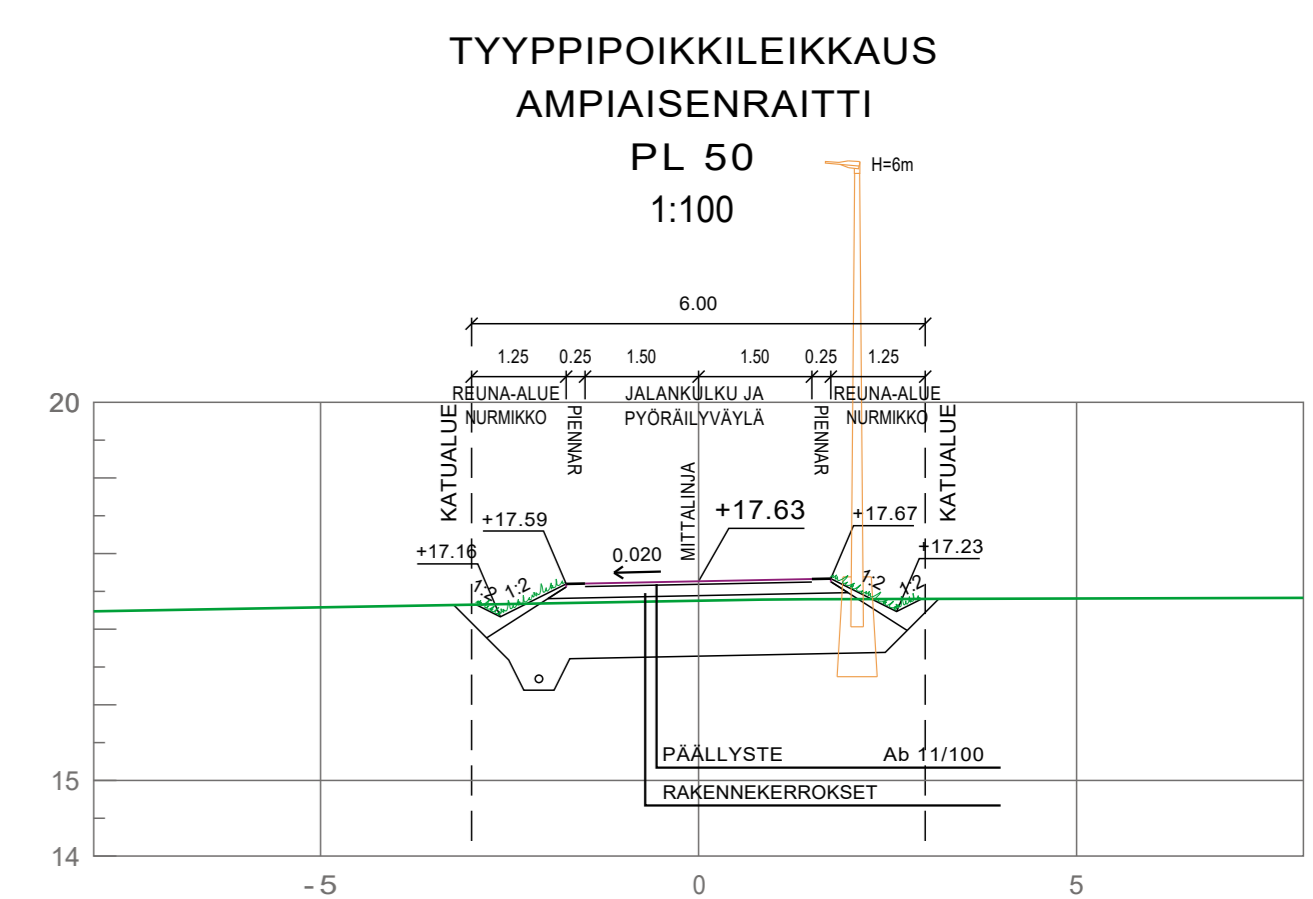 TYYPPIPOIKKILEIKKAUS
AMPIAISENRAITTI
PL 50
1:100
H=6m
6.00
1.25 0.25 1.50 1.50 0.25 1.25
REUNA-ALUE
NURMIKKO
PIENNAR
JALANKULKU JA
PYÖRÄILYVÄYLÄ
PIENNAR
REUNA-ALUE
NURMIKKO
KATUALUE
KATUALUE
MITTALINJA
20
+17.59
+17.63
+17.67
+17.16
0.020
+17.23
1:2
1:2
1:2
1:2
PÄÄLLYSTE Ab 11/100
15
RAKENNEKERROKSET
14
-5 0 5